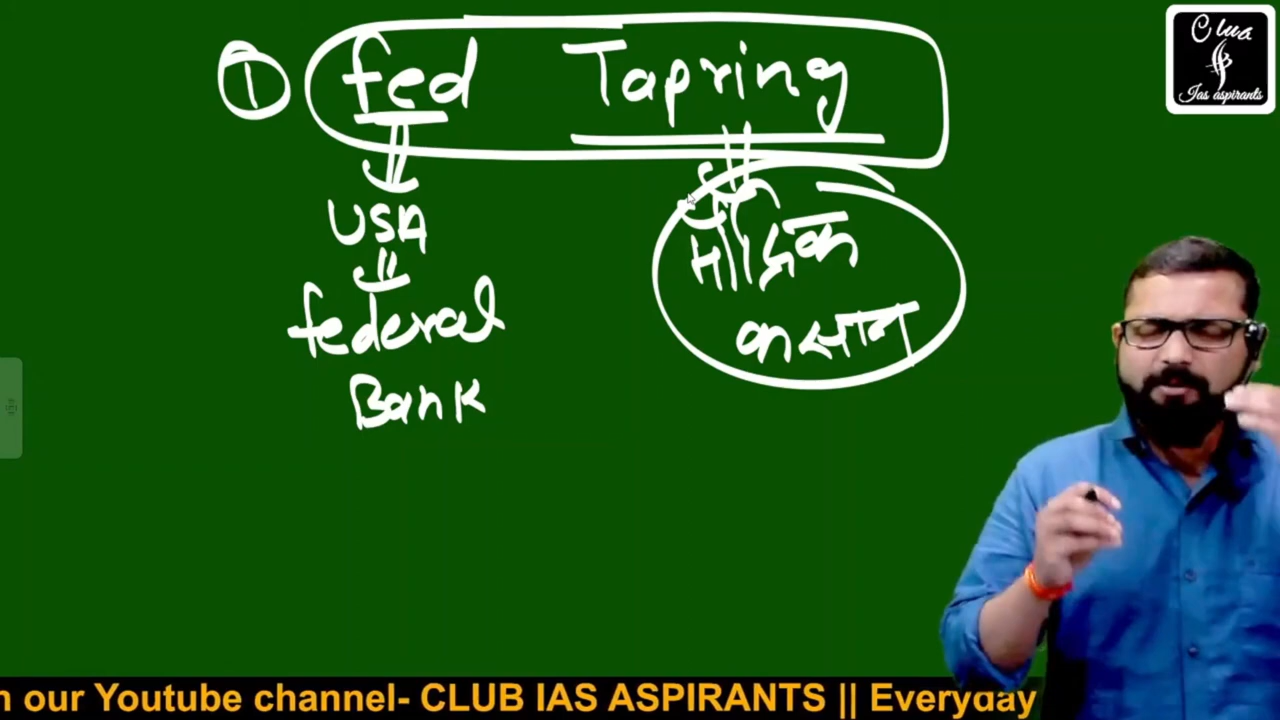 ① fed Tapring
USA
federal
Bank
मौद्रिक
Club
Ias aspirants
n our Youtube channel- CLUB IAS ASPIRANTS || Everyday